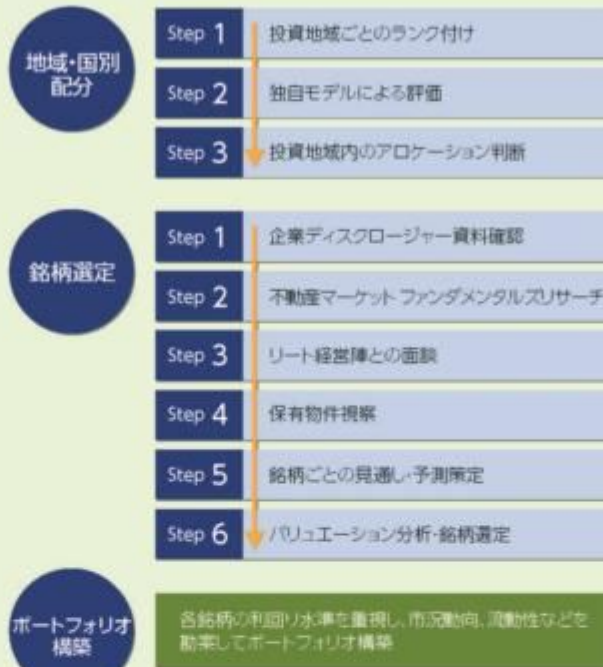 地域・国別
配分
Step 1
投資地域ごとのランク付け
Step 2
独自モデルによる評価
Step 3
投資地域内のアロケーション判断
銘柄選定
Step 1
企業ディスクロージャー資料確認
Step 2
不動産マーケット ファンダメンタルズリサーチ
Step 3
リート経営陣との面談
Step 4
保有物件視察
Step 5
銘柄ごとの見通し・予測策定
Step 6
バリュエーション分析・銘柄選定
ポートフォリオ
構築
各銘柄の利回り水準を重視し、市況動向、流動性などを
勘案してポートフォリオ構築